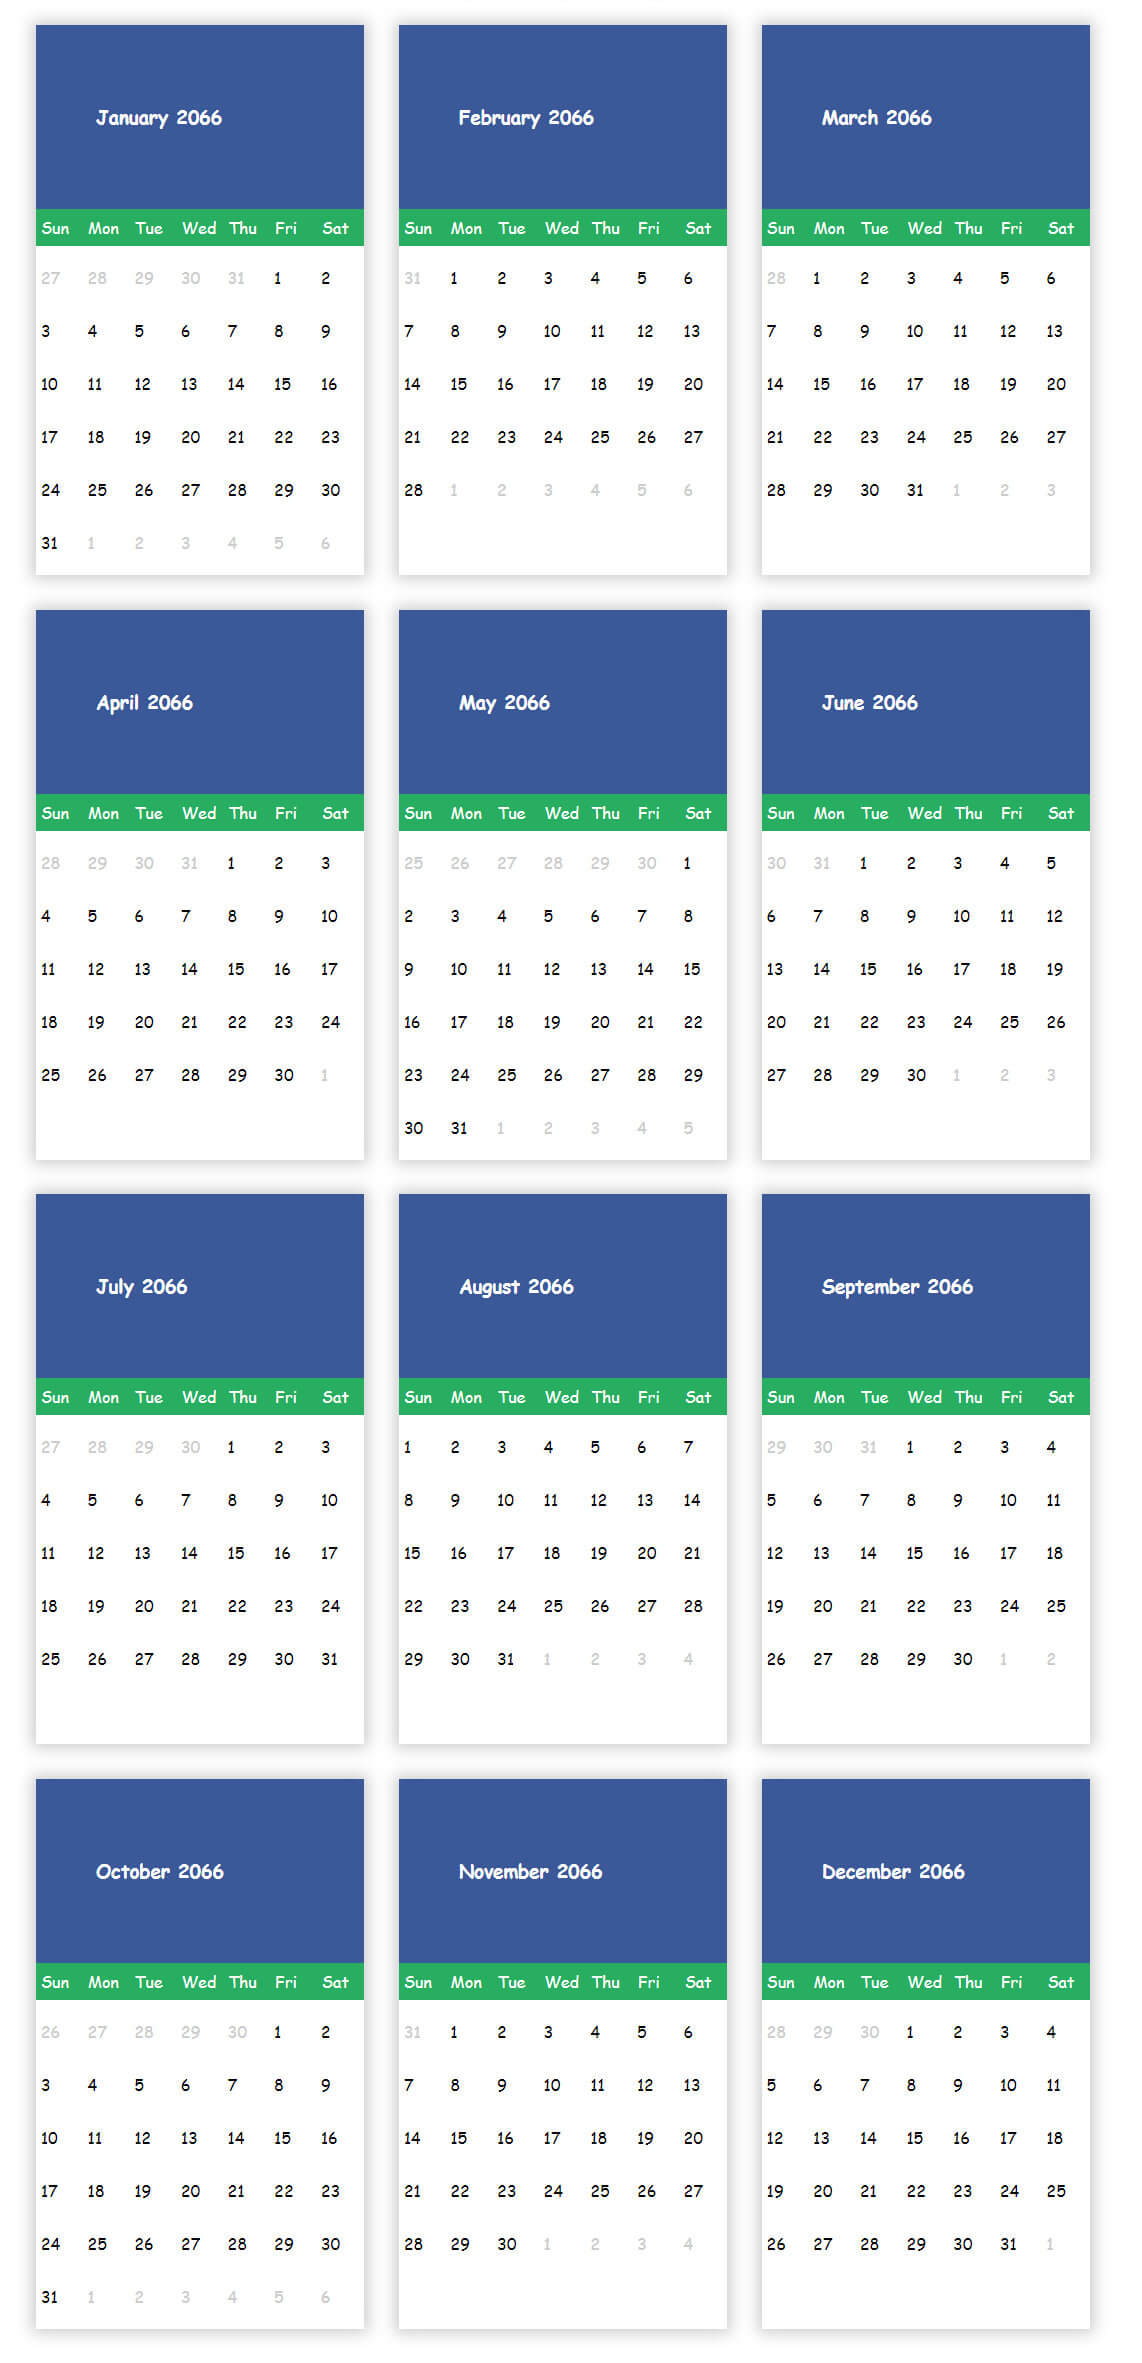 January 2066
Sun Mon Tue Wed Thu Fri Sat
27 28 29 30 31 1 2
3 4 5 6 7 8 9
10 11 12 13 14 15 16
17 18 19 20 21 22 23
24 25 26 27 28 29 30
31 1 2 3 4 5 6
February 2066
Sun Mon Tue Wed Thu Fri Sat
31 1 2 3 4 5 6
7 8 9 10 11 12 13
14 15 16 17 18 19 20
21 22 23 24 25 26 27
28 1 2 3 4 5 6
March 2066
Sun Mon Tue Wed Thu Fri Sat
28 1 2 3 4 5 6
7 8 9 10 11 12 13
14 15 16 17 18 19 20
21 22 23 24 25 26 27
28 29 30 31 1 2 3
April 2066
Sun Mon Tue Wed Thu Fri Sat
28 29 30 31 1 2 3
4 5 6 7 8 9 10
11 12 13 14 15 16 17
18 19 20 21 22 23 24
25 26 27 28 29 30 1
May 2066
Sun Mon Tue Wed Thu Fri Sat
25 26 27 28 29 30 1
2 3 4 5 6 7 8
9 10 11 12 13 14 15
16 17 18 19 20 21 22
23 24 25 26 27 28 29
30 31 1 2 3 4 5
June 2066
Sun Mon Tue Wed Thu Fri Sat
30 31 1 2 3 4 5
6 7 8 9 10 11 12
13 14 15 16 17 18 19
20 21 22 23 24 25 26
27 28 29 30 1 2 3
July 2066
Sun Mon Tue Wed Thu Fri Sat
27 28 29 30 1 2 3
4 5 6 7 8 9 10
11 12 13 14 15 16 17
18 19 20 21 22 23 24
25 26 27 28 29 30 31
August 2066
Sun Mon Tue Wed Thu Fri Sat
1 2 3 4 5 6 7
8 9 10 11 12 13 14
15 16 17 18 19 20 21
22 23 24 25 26 27 28
29 30 31 1 2 3 4
September 2066
Sun Mon Tue Wed Thu Fri Sat
29 30 31 1 2 3 4
5 6 7 8 9 10 11
12 13 14 15 16 17 18
19 20 21 22 23 24 25
26 27 28 29 30 1 2
October 2066
Sun Mon Tue Wed Thu Fri Sat
26 27 28 29 30 1 2
3 4 5 6 7 8 9
10 11 12 13 14 15 16
17 18 19 20 21 22 23
24 25 26 27 28 29 30
31 1 2 3 4 5 6
November 2066
Sun Mon Tue Wed Thu Fri Sat
31 1 2 3 4 5 6
7 8 9 10 11 12 13
14 15 16 17 18 19 20
21 22 23 24 25 26 27
28 29 30 1 2 3 4
December 2066
Sun Mon Tue Wed Thu Fri Sat
28 29 30 1 2 3 4
5 6 7 8 9 10 11
12 13 14 15 16 17 18
19 20 21 22 23 24 25
26 27 28 29 30 31 1